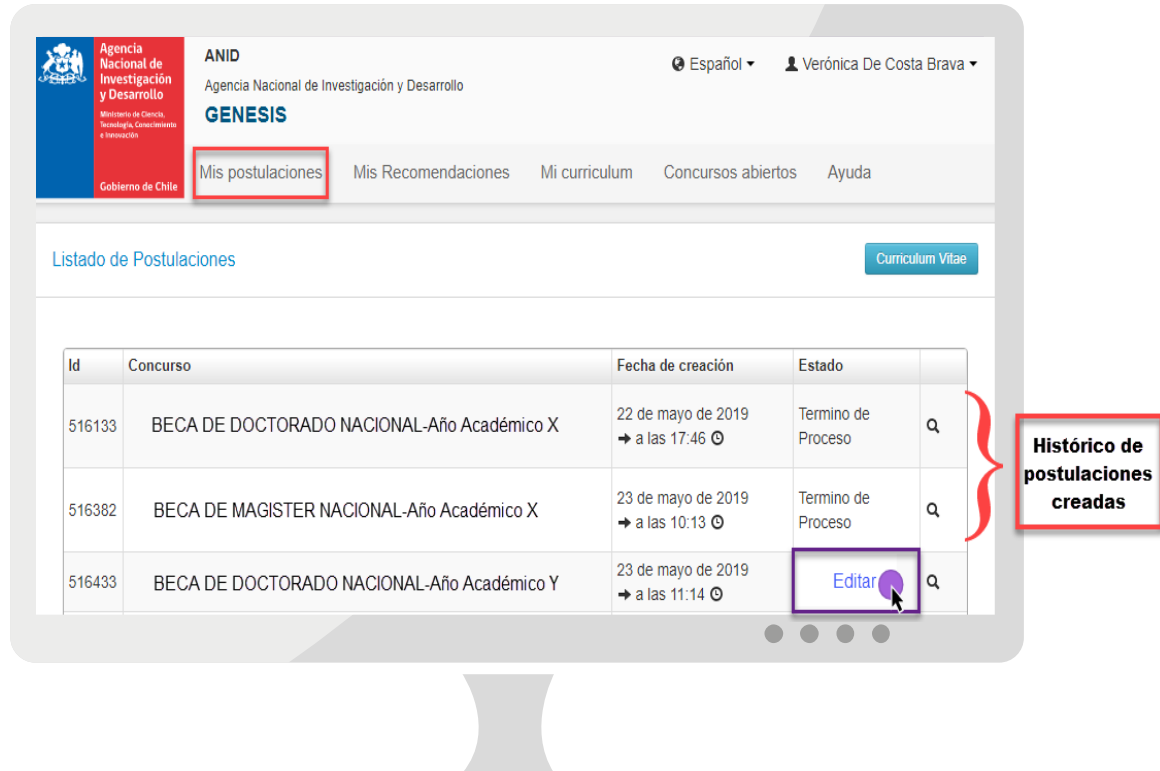 Agencia
Nacional de
Investigación
y Desarrollo
Ministerio de Ciencia,
Tecnología, Conocimiento
e Innovación
Gobierno de Chile
ANID
Agencia Nacional de Investigación y Desarrollo
GENESIS
Español
Verónica De Costa Brava
Mis postulaciones Mis Recomendaciones Mi curriculum Concursos abiertos Ayuda
Listado de Postulaciones
Curriculum Vitae
Id Concurso Fecha de creación Estado
516133 BECA DE DOCTORADO NACIONAL-Año Académico X
22 de mayo de 2019
➔ a las 17:46
Termino de
Proceso
516382 BECA DE MAGISTER NACIONAL-Año Académico X
23 de mayo de 2019
➔ a las 10:13
Termino de
Proceso
516433 BECA DE DOCTORADO NACIONAL-Año Académico Y
23 de mayo de 2019
➔ a las 11:14
Editar
Histórico de
postulaciones
creadas